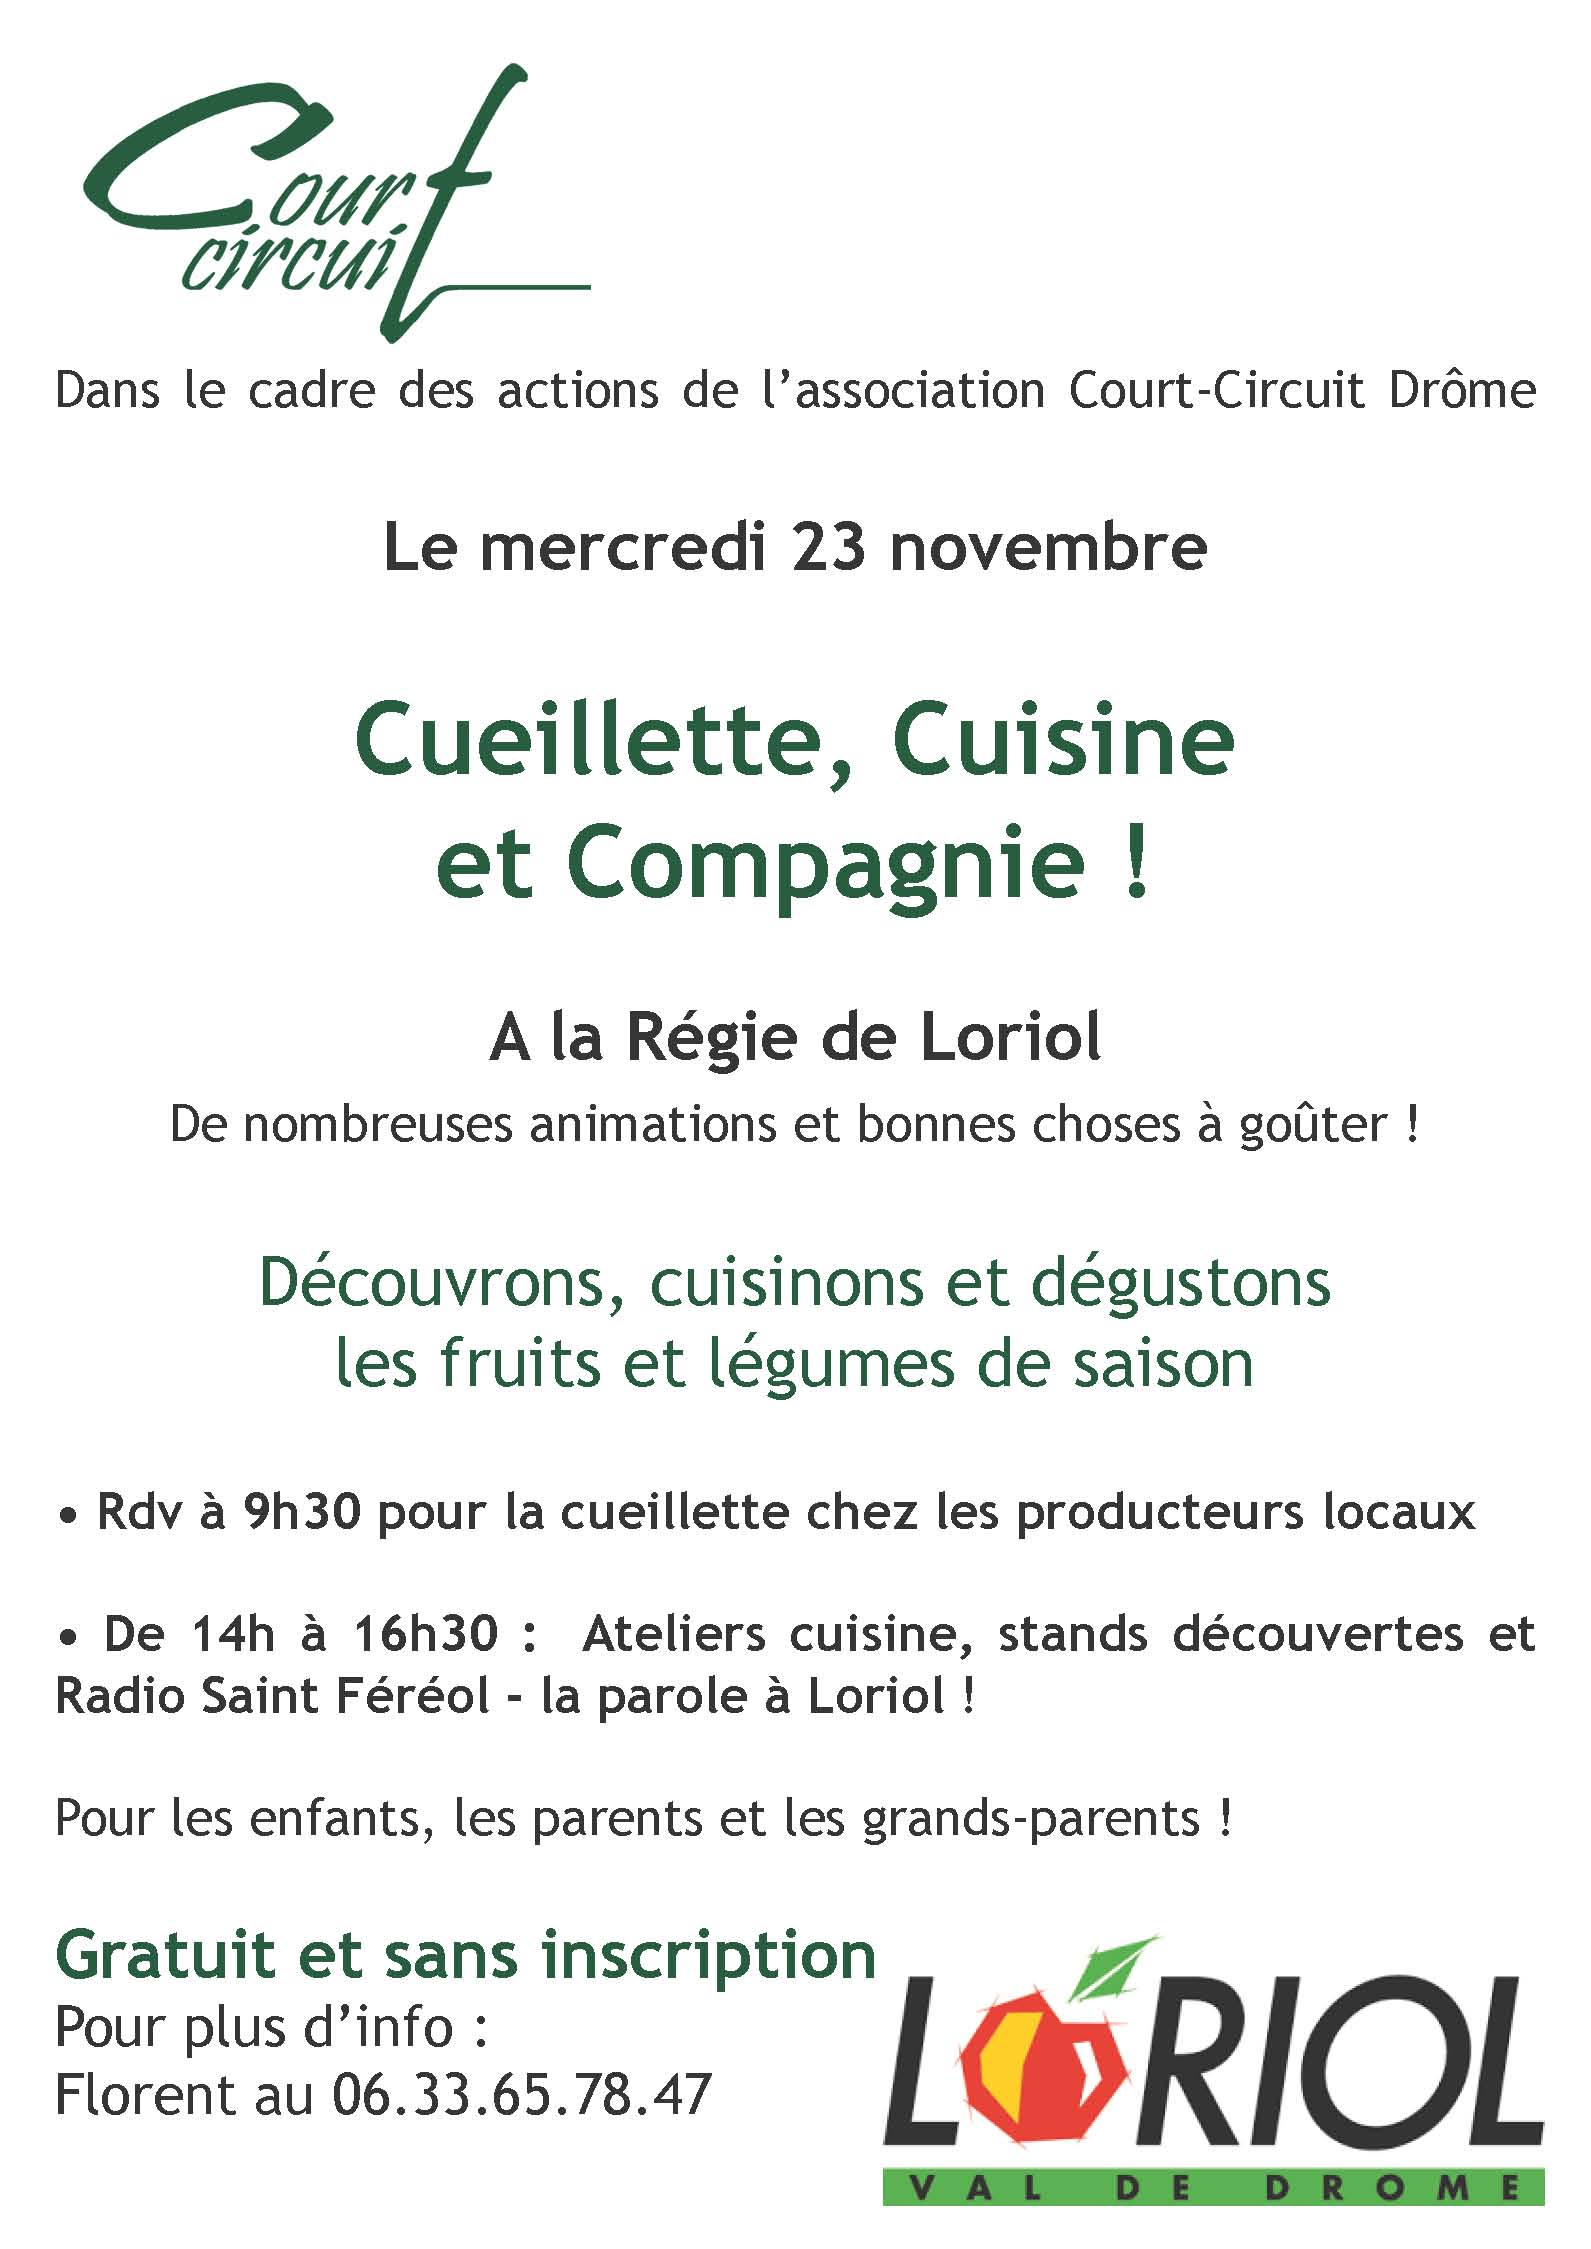 Court
circuit
Dans le cadre des actions de l’association Court-Circuit Drôme
Le mercredi 23 novembre
Cueillette, Cuisine
et Compagnie !
A la Régie de Loriol
De nombreuses animations et bonnes choses à goûter !
Découvrons, cuisinons et dégustons
les fruits et légumes de saison
• Rdv à 9h30 pour la cueillette chez les producteurs locaux
• De 14h à 16h30 : Ateliers cuisine, stands découvertes et
Radio Saint Féréol - la parole à Loriol !
Pour les enfants, les parents et les grands-parents !
Gratuit et sans inscription
Pour plus d’info :
Florent au 06.33.65.78.47
LORIOL
VAL DE DROME